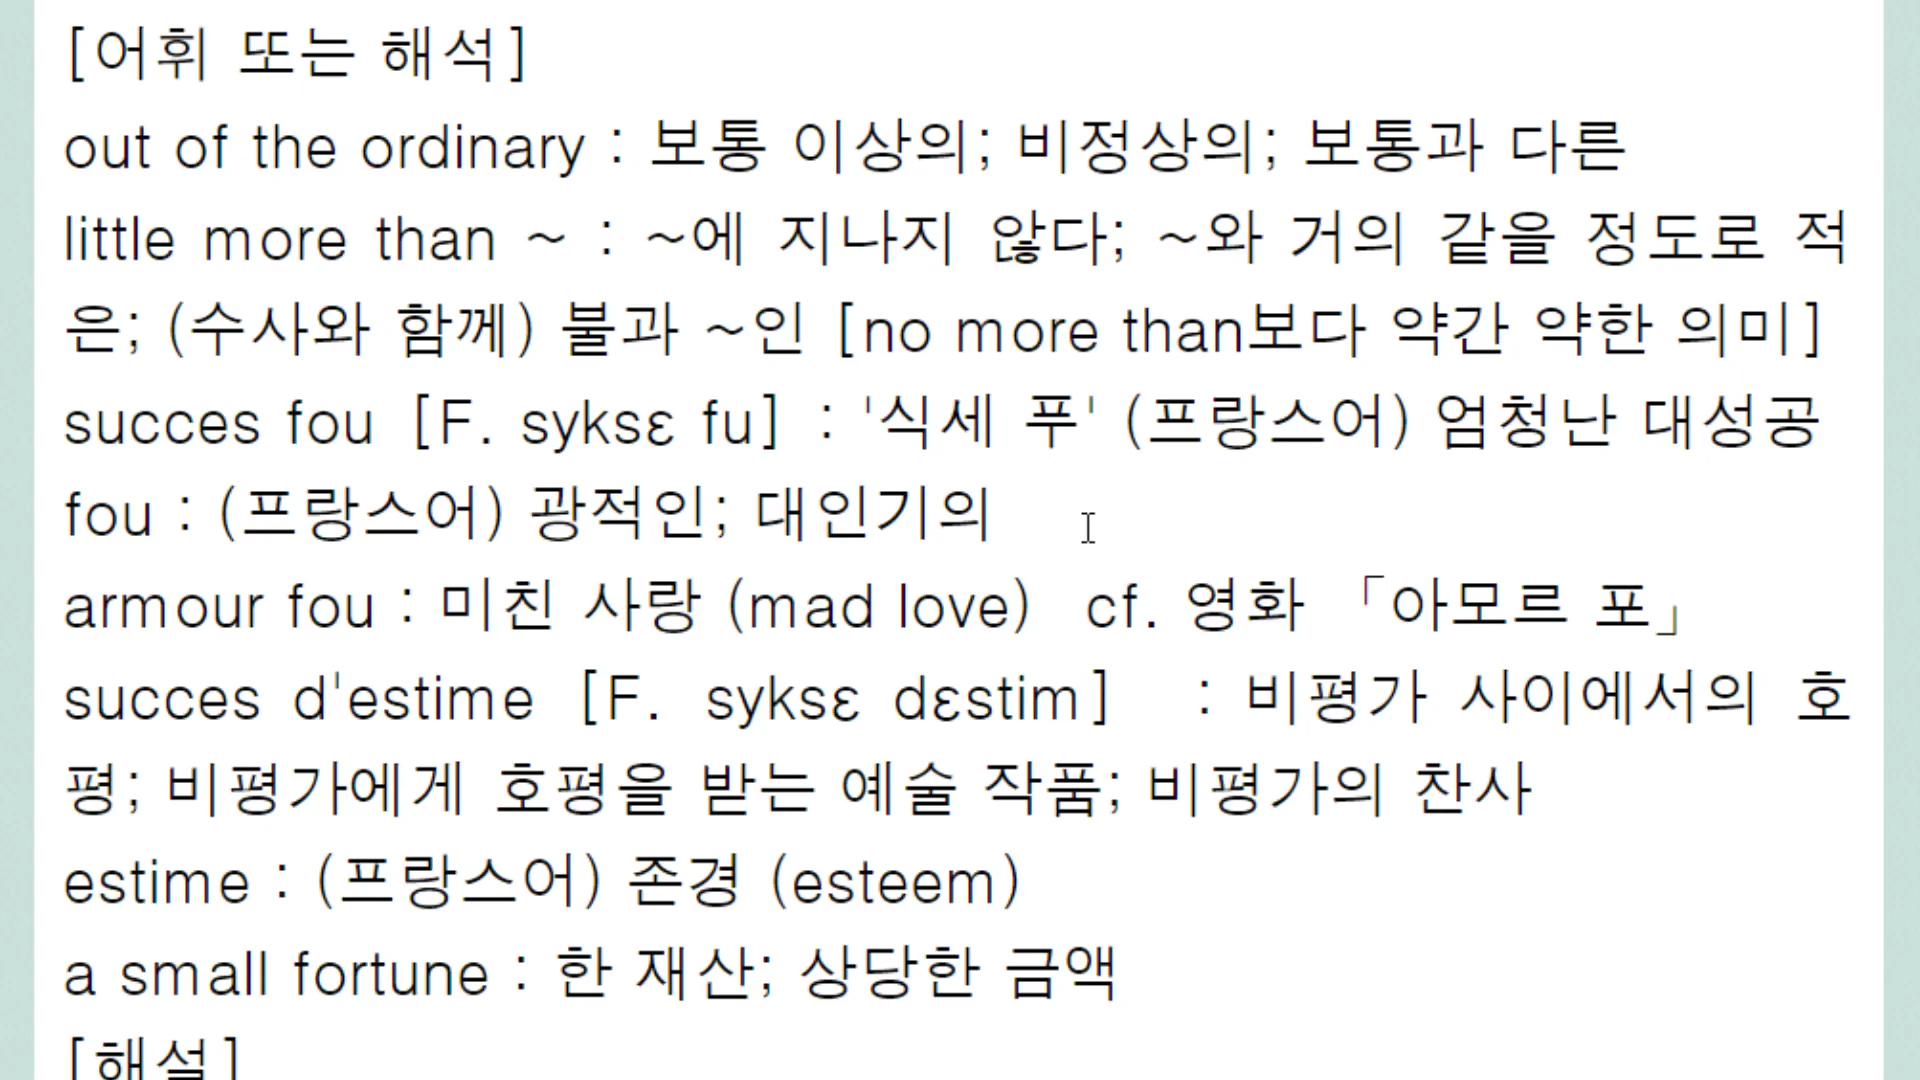 [어휘 또는 해석]
out of the ordinary : 보통 이상의; 비정상의; 보통과 다른
little more than ~ : ~에 지나지 않다; ~와 거의 같을 정도로 적
은; (수사와 함께) 불과 ~인 [no more than보다 약간 약한 의미]
succes fou [F. syksɛ fu] : '식세 푸' (프랑스어) 엄청난 대성공
fou : (프랑스어) 광적인; 대인기의
armour fou : 미친 사랑 (mad love) cf. 영화 「아모르 포」
succes d'estime [F. syksɛ dɛstim] : 비평가 사이에서의 호
평; 비평가에게 호평을 받는 예술 작품; 비평가의 찬사
estime : (프랑스어) 존경 (esteem)
a small fortune : 한 재산; 상당한 금액
[해설]